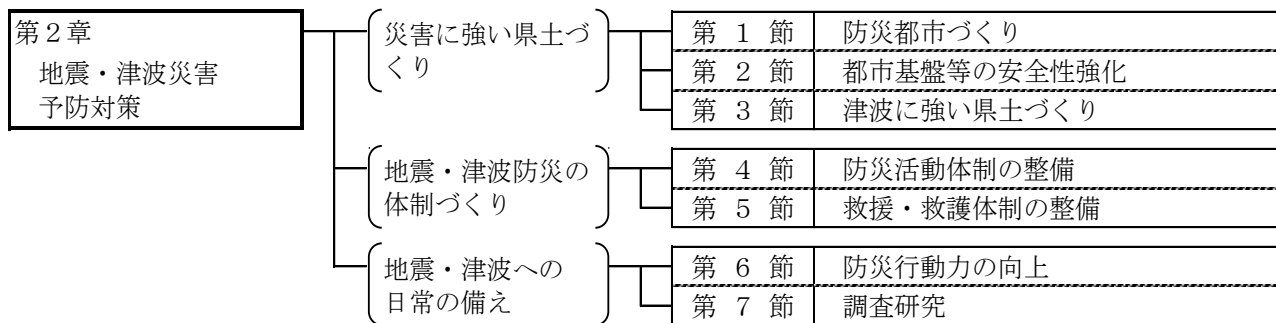 第２章
地震・津波災害
予防対策
災害に強い県土づ
くり
第 １ 節 防災都市づくり
第 ２ 節 都市基盤等の安全性強化
第 ３ 節 津波に強い県土づくり
地震・津波防災の
体制づくり
第 ４ 節 防災活動体制の整備
第 ５ 節 救援・救護体制の整備
地震・津波への
日常の備え
第 ６ 節 防災行動力の向上
第 ７ 節 調査研究